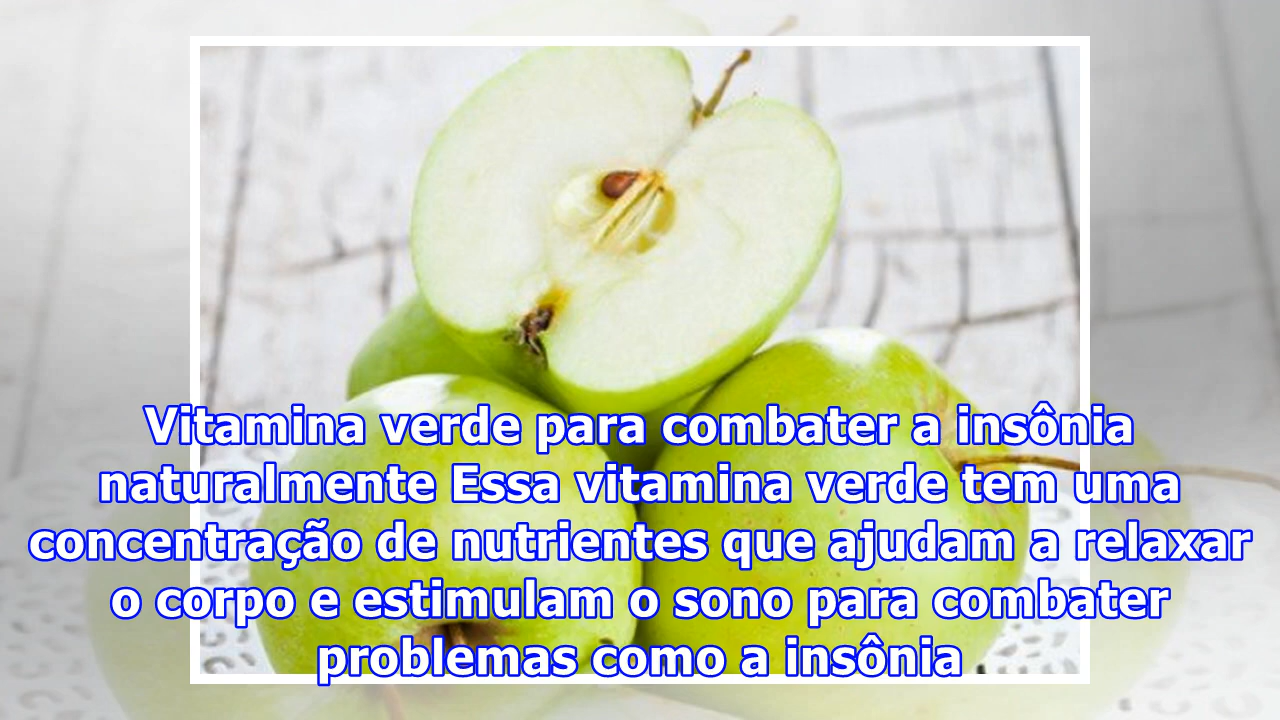 Vitamina verde para combater a insônia
naturalmente Essa vitamina verde tem uma
concentração de nutrientes que ajudam a relaxar
o corpo e estimulam o sono para combater
problemas como a insônia